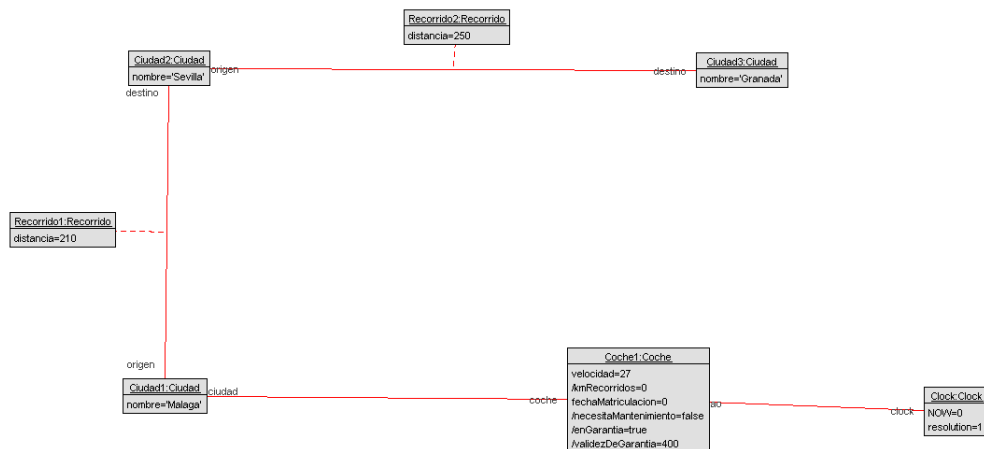 Recorrido2:Recorrido
distancia=250
Ciudad2:Ciudad
nombre='Sevilla'
origen
destino
Ciudad3:Ciudad
nombre='Granada'
destino
Recorrido1:Recorrido
distancia=210
origen
Ciudad1:Ciudad
nombre='Malaga'
ciudad
coche
Coche1:Coche
velocidad=27
/kmRecorridos=0
fechaMatriculacion=0
/necesitaMantenimiento=false
/enGarantia=true
/validezDeGarantia=400
ao
clock
Clock:Clock
NOW=0
resolution=1